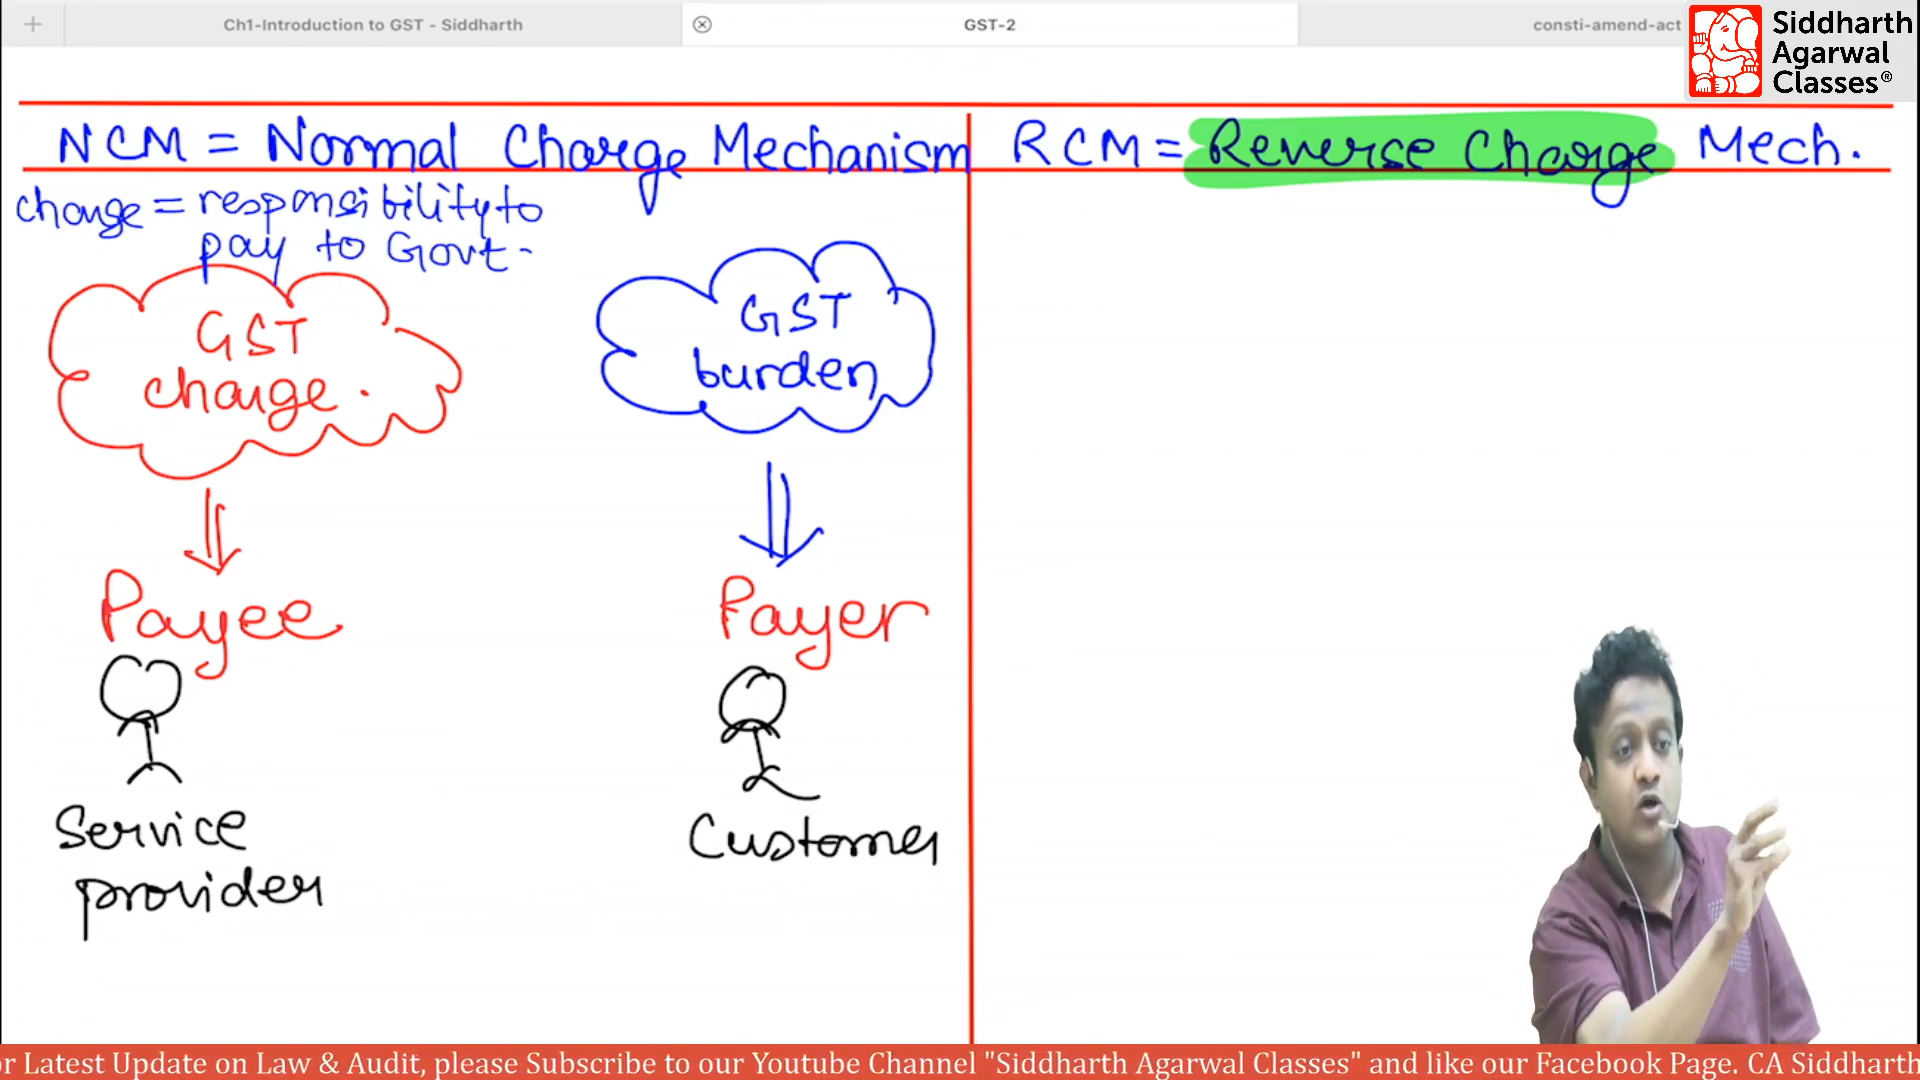 Ch1-Introduction to GST - Siddharth
GST-2
consti-amend-act
Siddharth
Agarwal
Classes®
NCM = Normal Charge Mechanism
RCM = Reverse Charge Mech.
charge = responsibility to
pay to Govt.
GST
charge.
GST
burden
Payee
Payer
Service
provider
Customer
or Latest Update on Law & Audit, please Subscribe to our Youtube Channel "Siddharth Agarwal Classes" and like our Facebook Page. CA Siddharth